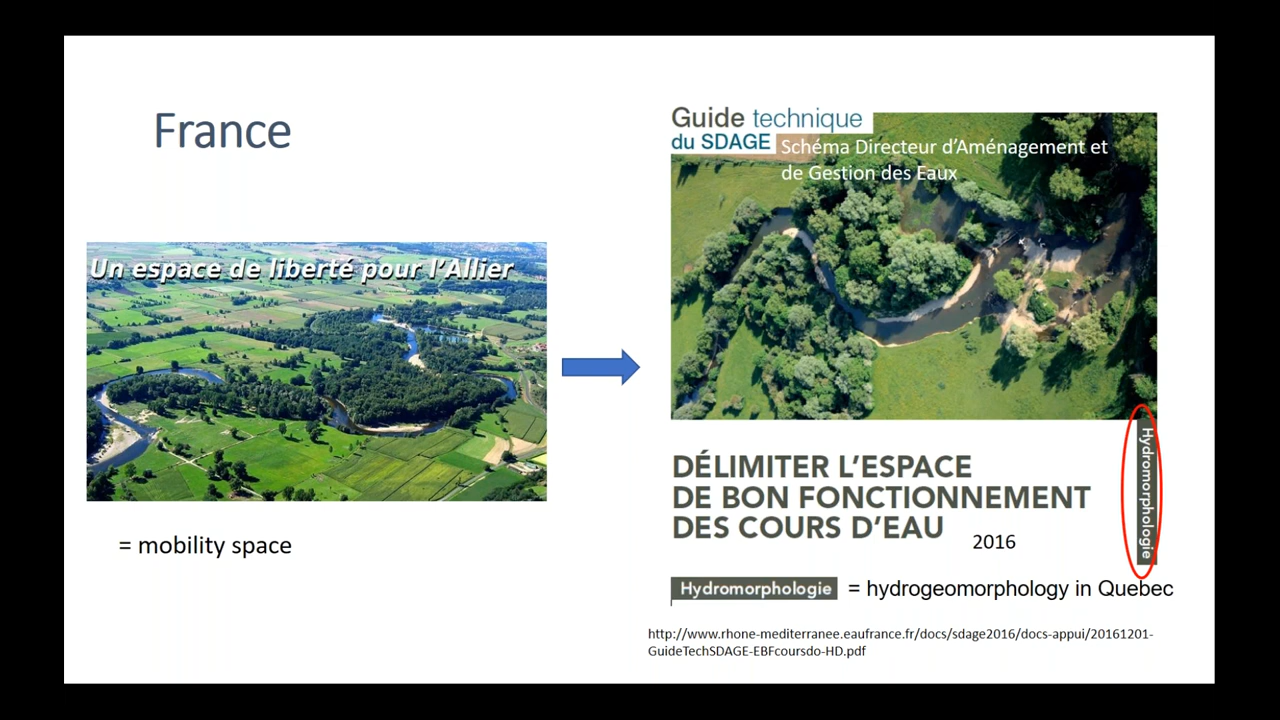 France
Un espace de liberté pour l'Allier
= mobility space
Guide technique
du SDAGE
Schéma Directeur d'Aménagement et
de Gestion des Eaux
DÉLIMITER L'ESPACE
DE BON FONCTIONNEMENT
DES COURS D'EAU
2016
Hydromorphologie
Hydromorphologie = hydrogeomorphology in Quebec
http://www.rhone-mediterranee.eaufrance.fr/docs/sdage2016/docs-appui/20161201-
GuideTechSDAGE-EBFcoursdo-HD.pdf